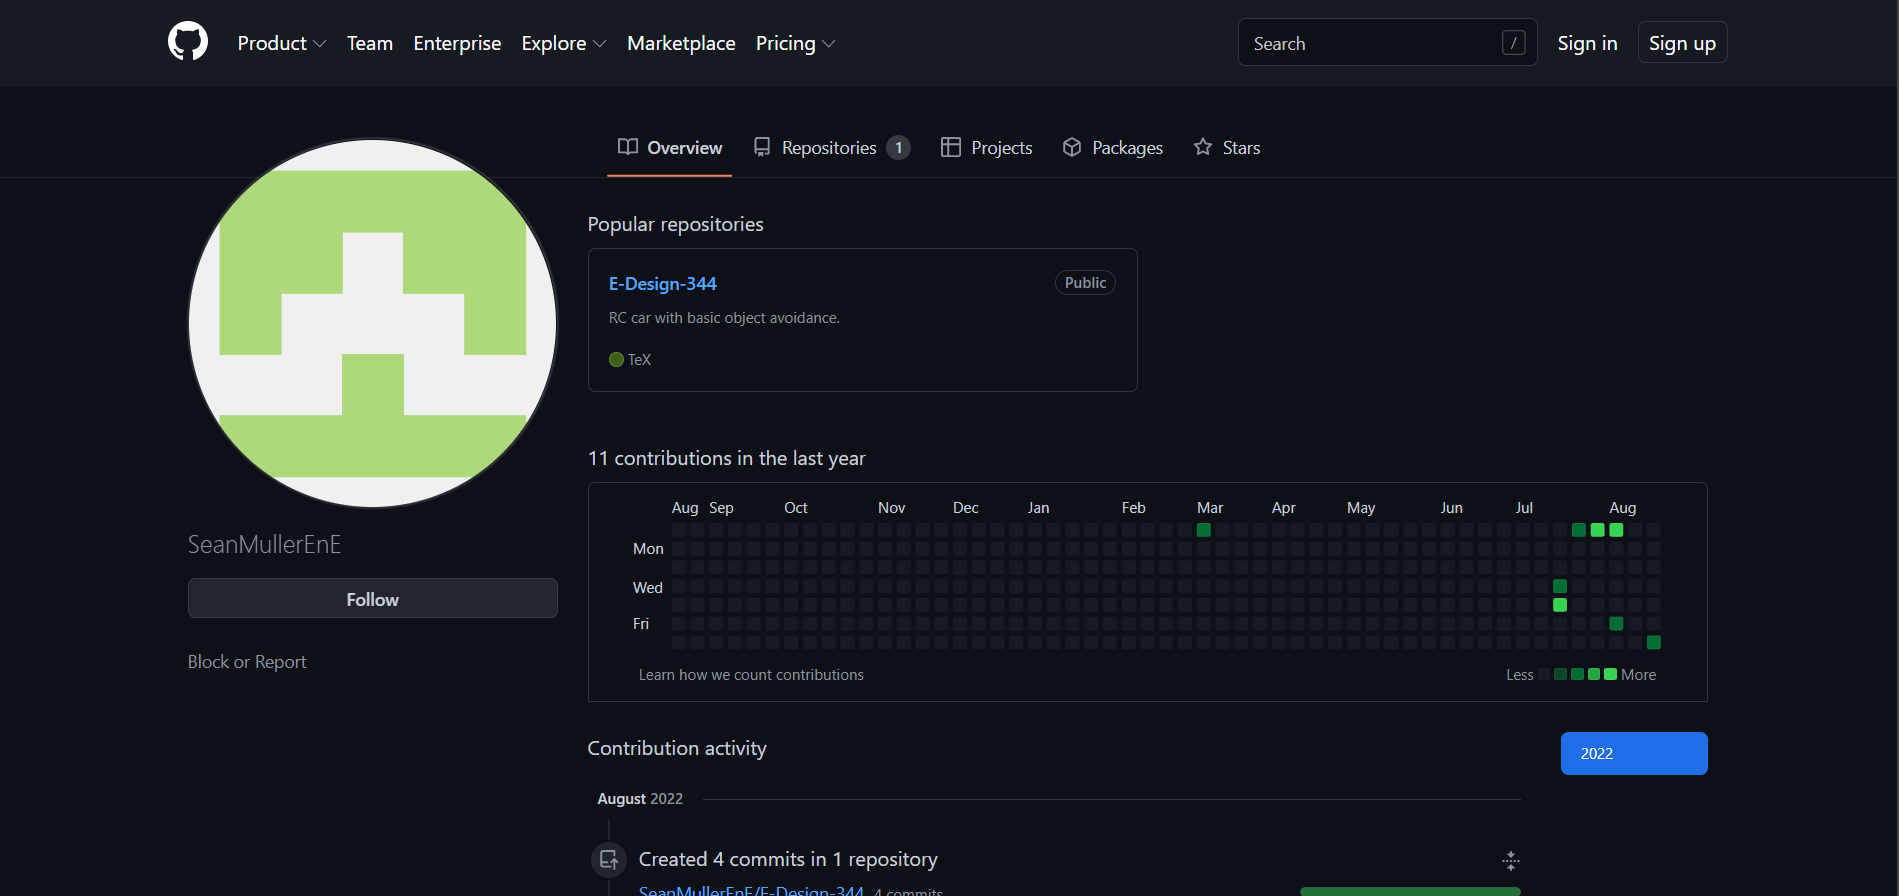 Product Team Enterprise Explore Marketplace Pricing Search / Sign in Sign up
Overview Repositories 1 Projects Packages Stars
Popular repositories
E-Design-344 Public
RC car with basic object avoidance.
TeX
SeanMullerEnE
Follow
Block or Report
11 contributions in the last year
Aug Sep Oct Nov Dec Jan Feb Mar Apr May Jun Jul Aug
Mon
Wed
Fri
Learn how we count contributions Less More
Contribution activity 2022
August 2022
Created 4 commits in 1 repository
SeanMullerEnE/E-Design-344 4 commits